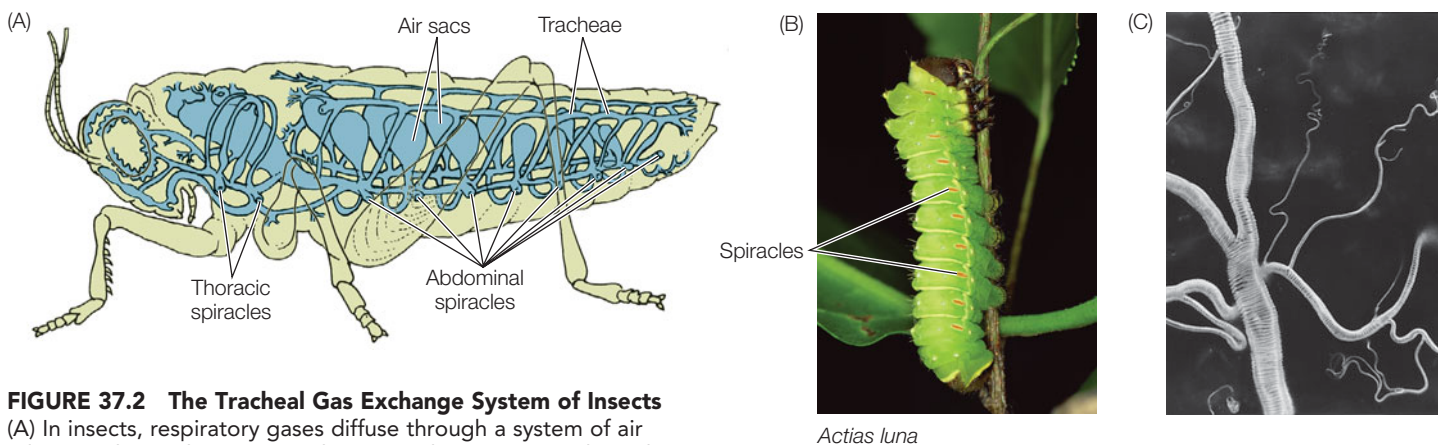 (A)
Air sacs
Tracheae
Thoracic
spiracles
Abdominal
spiracles
(B)
Spiracles
Actias luna
(C)
FIGURE 37.2 The Tracheal Gas Exchange System of Insects
(A) In insects, respiratory gases diffuse through a system of air